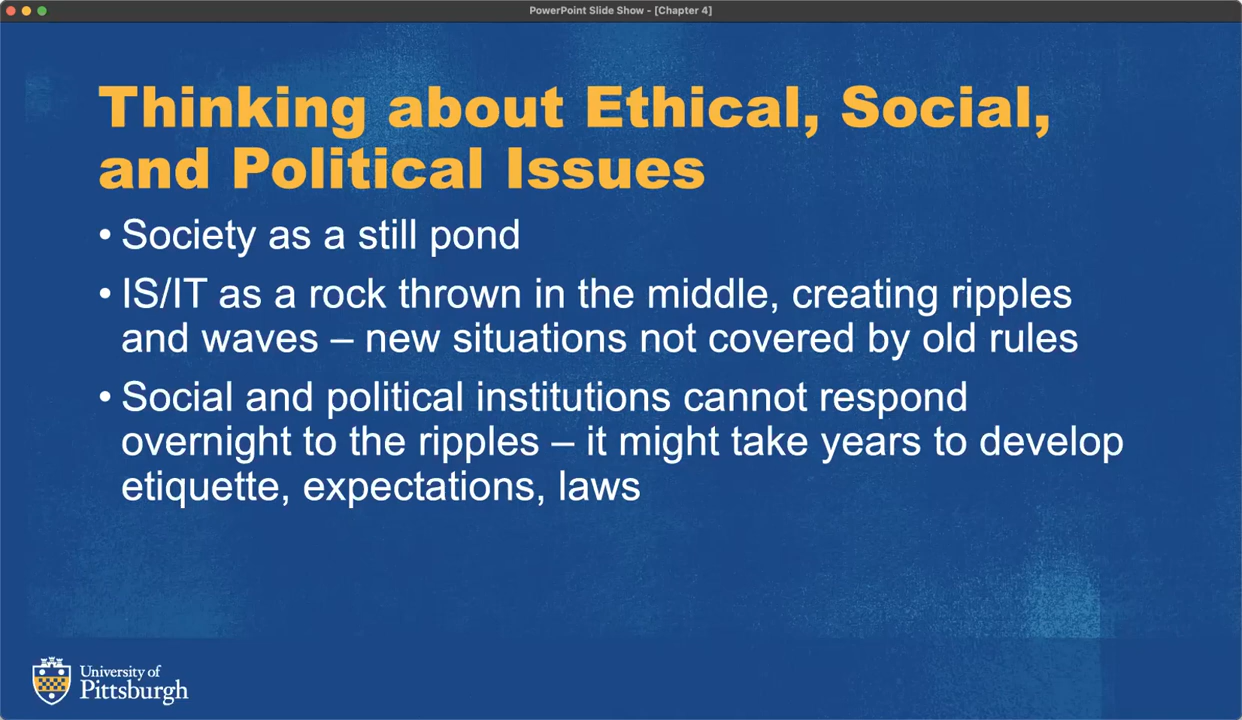 PowerPoint Slide Show - [Chapter 4]
Thinking about Ethical, Social,
and Political Issues
• Society as a still pond
• IS/IT as a rock thrown in the middle, creating ripples
and waves – new situations not covered by old rules
• Social and political institutions cannot respond
overnight to the ripples – it might take years to develop
etiquette, expectations, laws
University of
Pittsburgh